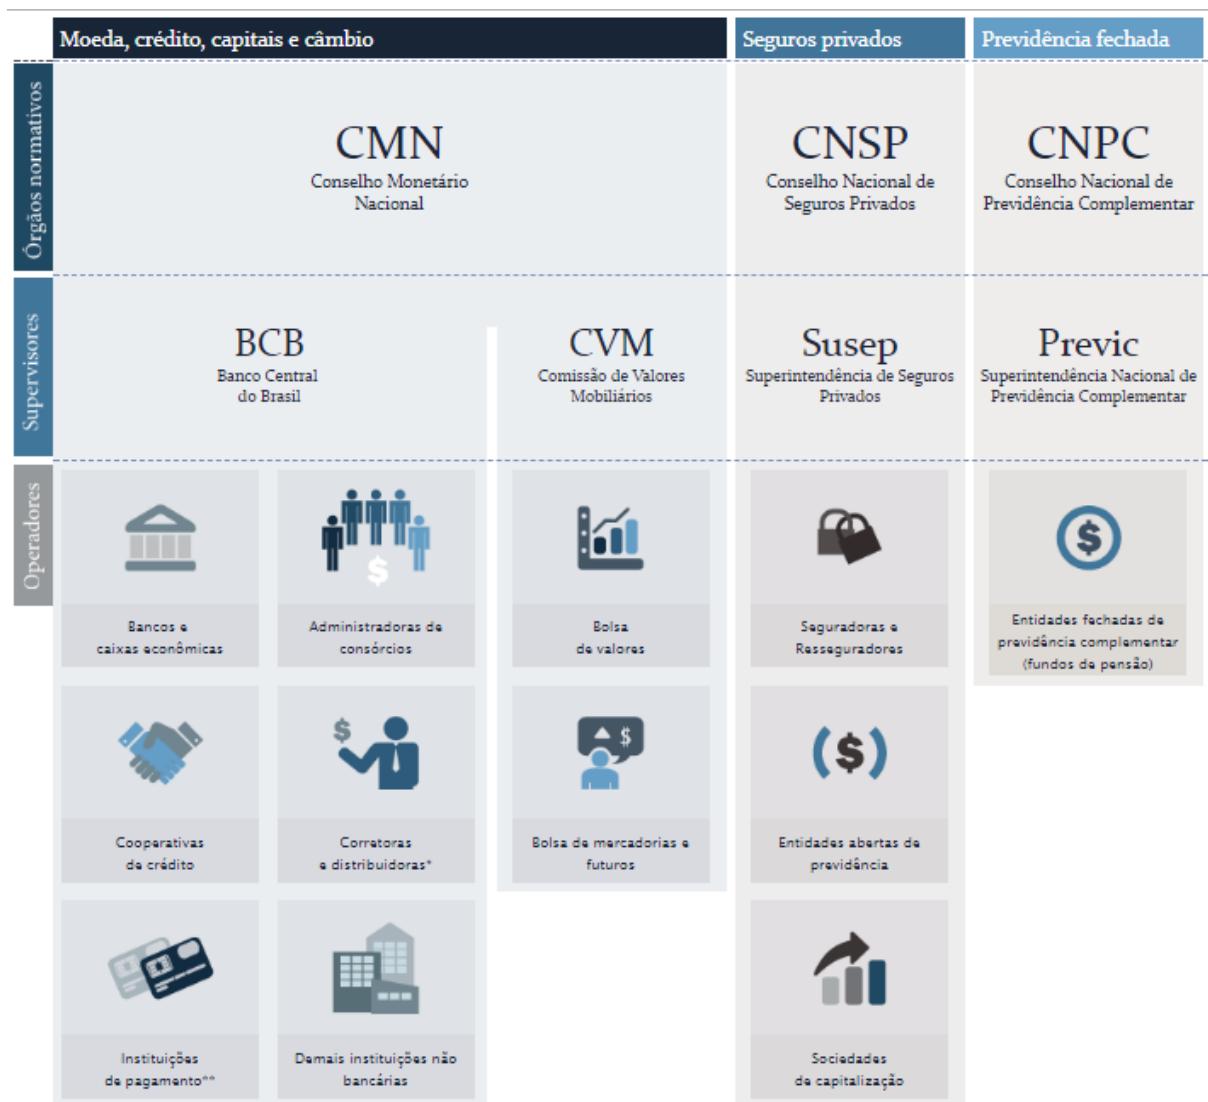 Moeda, crédito, capitais e câmbio
Seguros privados
Previdência fechada
Órgãos normativos
CMN
Conselho Monetário
Nacional
CNSP
Conselho Nacional de
Seguros Privados
CNPC
Conselho Nacional de
Previdência Complementar
Supervisores
BCB
Banco Central
do Brasil
CVM
Comissão de Valores
Mobiliários
Susep
Superintendência de Seguros
Privados
Previc
Superintendência Nacional de
Previdência Complementar
Operadores
$
$
Bancos e
caixas econômicas
Administradoras de
consórcios
Bolsa
de valores
Seguradoras e
Resseguradores
Entidades fechadas de
previdência complementar
(fundos de pensão)
$
$
($)
Cooperativas
de crédito
Corretoras
e distribuidoras*
Bolsa de mercadorias e
futuros
Entidades abertas de
previdência
Instituições
de pagamento**
Demais instituições não
bancárias
Sociedades
de capitalização